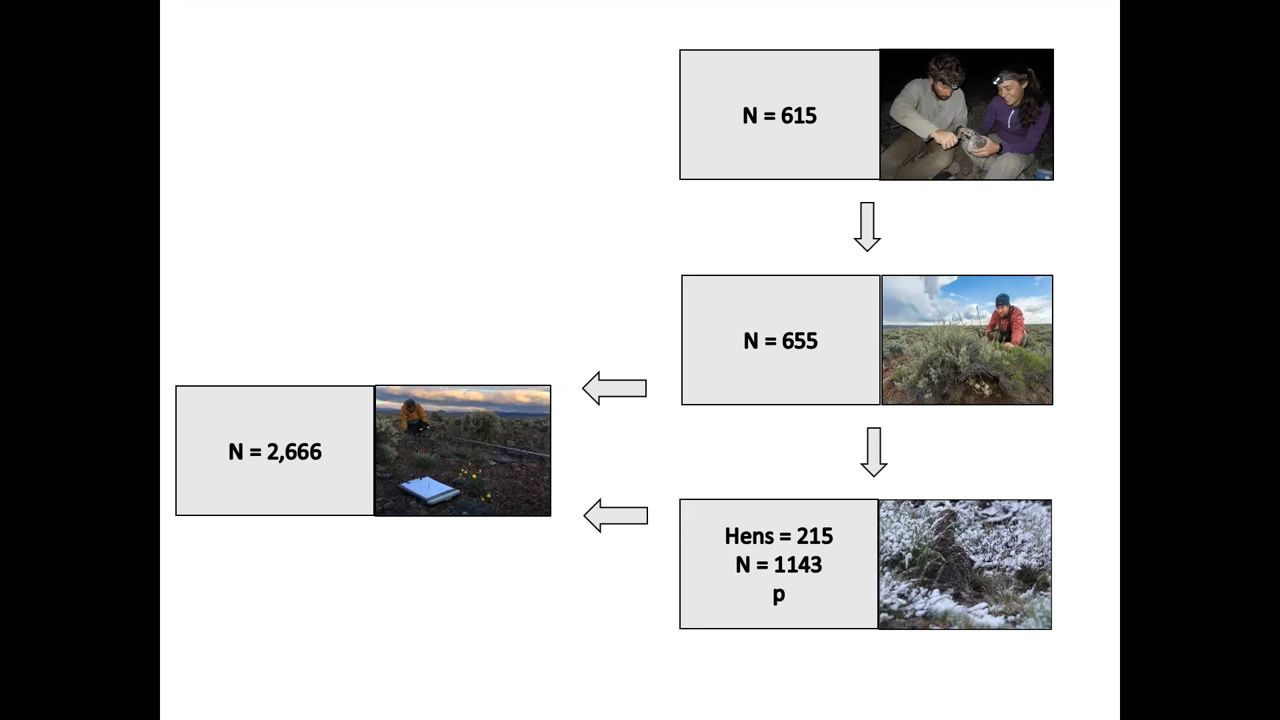 N = 615
N = 655
N = 2,666
Hens = 215
N = 1143
p